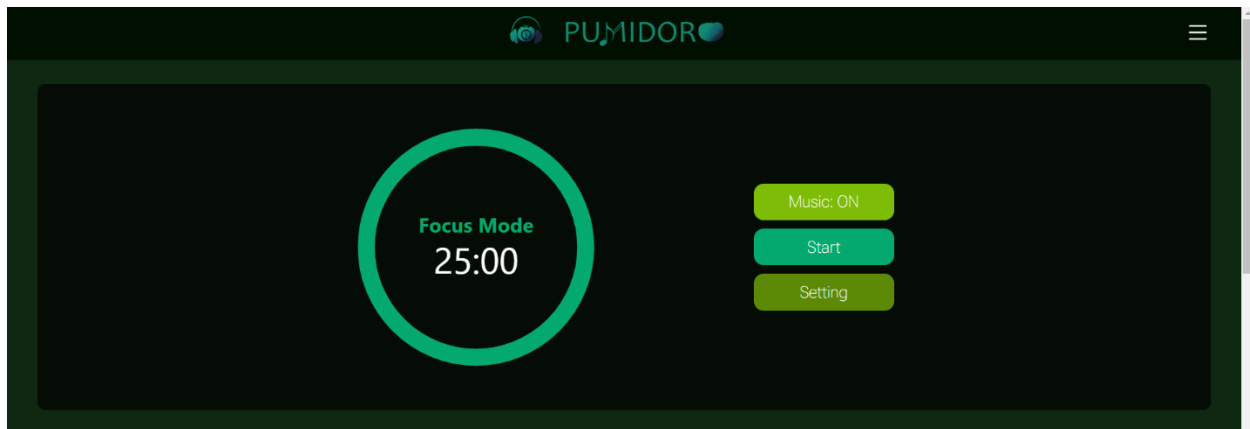 PUMIDORO
Focus Mode
25:00
Music: ON
Start
Setting